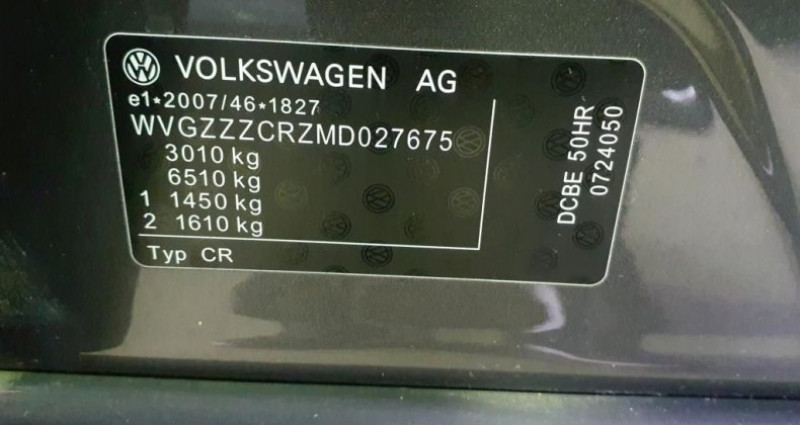 VOLKSWAGEN AG
e1*2007/46*1827
WVGZZZCRZMD027675
3010 kg
6510 kg
1 1450 kg
2 1610 kg
Typ CR
DCBE 50HR
0724050